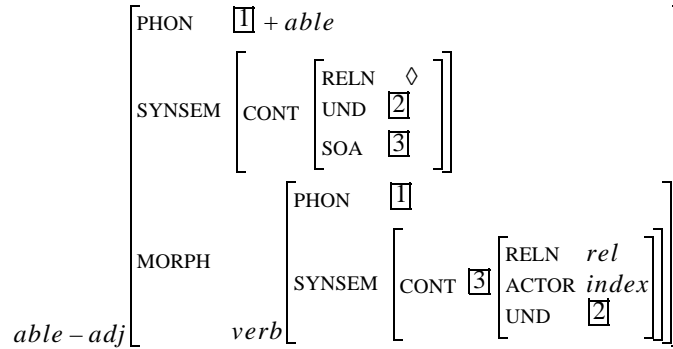 PHON 1 + able
RELN ◊
SYNSEM CONT UND 2
SOA 3
PHON 1
MORPH RELN rel
SYNSEM CONT 3 ACTOR index
UND 2
able – adj verb